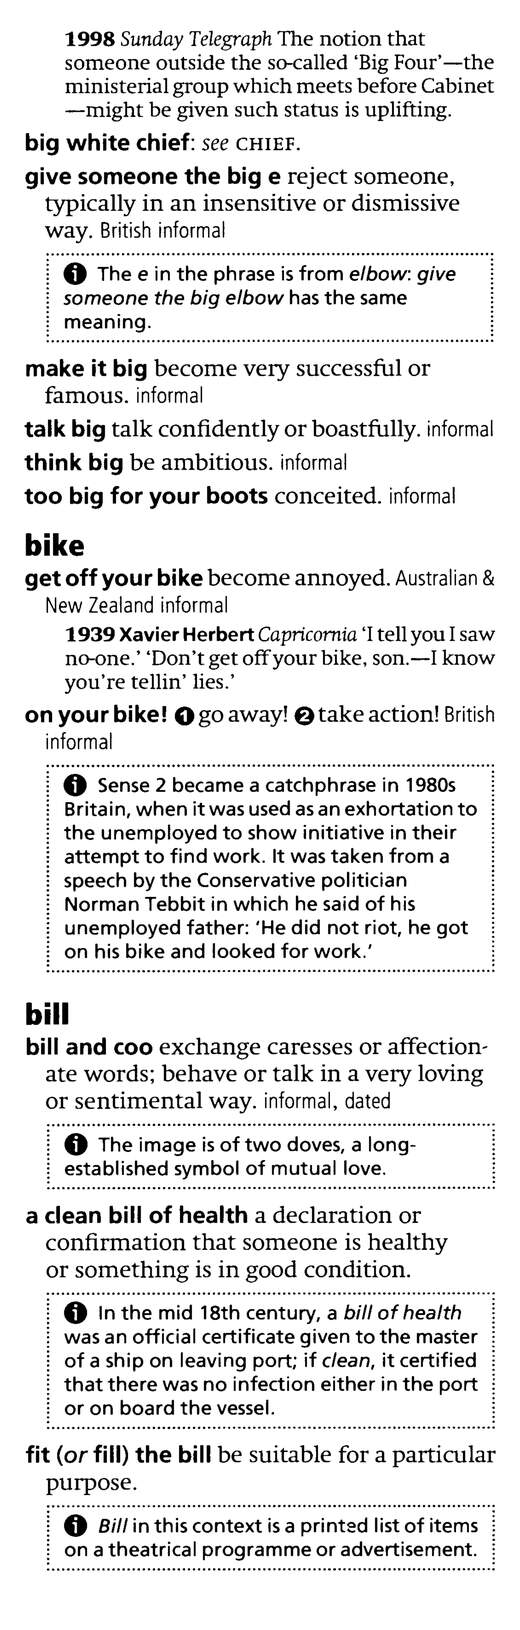 1998 Sunday Telegraph The notion that
someone outside the so-called ‘Big Four’—the
ministerial group which meets before Cabinet
—might be given such status is uplifting.
big white chief: see CHIEF.
give someone the big e reject someone,
typically in an insensitive or dismissive
way. British informal
The e in the phrase is from elbow: give
someone the big elbow has the same
meaning.
make it big become very successful or
famous. informal
talk big talk confidently or boastfully. informal
think big be ambitious. informal
too big for your boots conceited. informal
bike
get off your bike become annoyed. Australian &
New Zealand informal
1939 Xavier Herbert Capricornia ‘I tell you I saw
no-one.’ ‘Don’t get off your bike, son.—I know
you’re tellin’ lies.’
on your bike! ❶ go away! ❷ take action! British
informal
Sense 2 became a catchphrase in 1980s
Britain, when it was used as an exhortation to
the unemployed to show initiative in their
attempt to find work. It was taken from a
speech by the Conservative politician
Norman Tebbit in which he said of his
unemployed father: ‘He did not riot, he got
on his bike and looked for work.’
bill
bill and coo exchange caresses or affection-
ate words; behave or talk in a very loving
or sentimental way. informal, dated
The image is of two doves, a long-
established symbol of mutual love.
a clean bill of health a declaration or
confirmation that someone is healthy
or something is in good condition.
In the mid 18th century, a bill of health
was an official certificate given to the master
of a ship on leaving port; if clean, it certified
that there was no infection either in the port
or on board the vessel.
fit (or fill) the bill be suitable for a particular
purpose.
Bill in this context is a printed list of items
on a theatrical programme or advertisement.